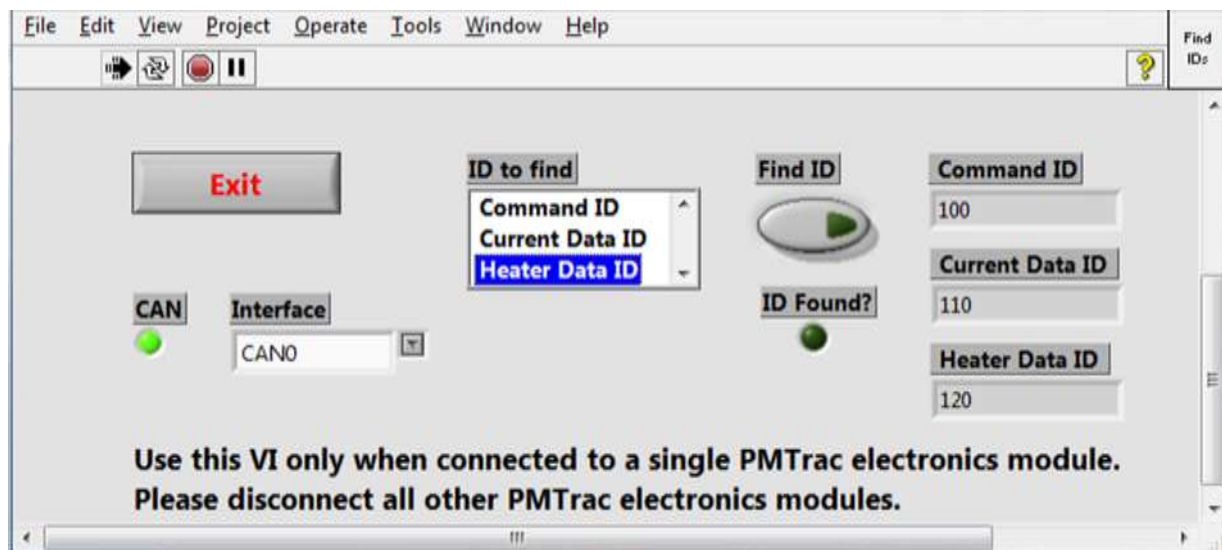 File Edit View Project Operate Tools Window Help
Find
IDs
Exit
ID to find
Command ID
Current Data ID
Heater Data ID
Find ID
ID Found?
Command ID
100
Current Data ID
110
Heater Data ID
120
CAN
Interface
CAN0
Use this VI only when connected to a single PMTrac electronics module.
Please disconnect all other PMTrac electronics modules.